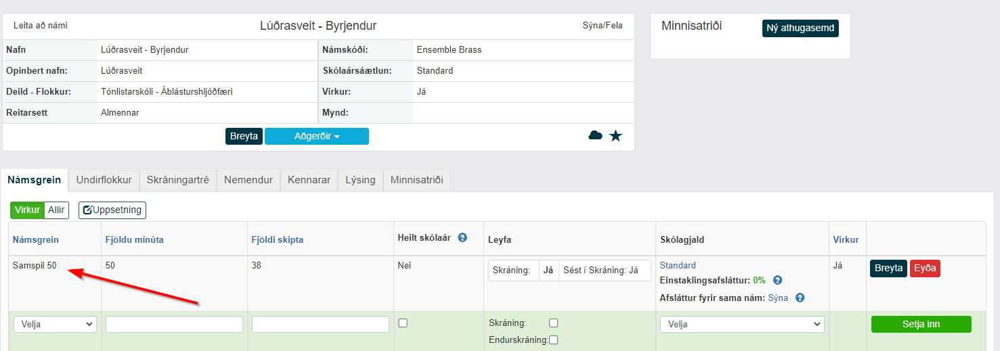 Leita að námi Lúðrasveit - Byrjendur Sýna/Fela
Nafn Lúðrasveit - Byrjendur Námskóði: Ensemble Brass
Opinbert nafn: Lúðrasveit Skólaársáætlun: Standard
Deild - Flokkur: Tónlistarskóli - Áblásturshljóðfæri Virkur: Já
Reitarsett Almennar Mynd:
Breyta Aðgerðir
Minnisatriði Ný athugasemd
Námsgrein Undirflokkur Skráningartré Nemendur Kennarar Lýsing Minnisatriði
Virkur Allir Uppsetning
Námsgrein Fjöldu mínúta Fjöldi skipta Heilt skólaár ? Leyfa Skólagjald Virkur
Samspil 50 50 38 Nei Skráning: Já Sést í Skráning: Já Standard Já Breyta Eyða
Einstaklingsafsláttur: 0% ?
Afsláttur fyrir sama nám: Sýna ?
Velja Skráning: Velja Setja inn
Endurskráning: